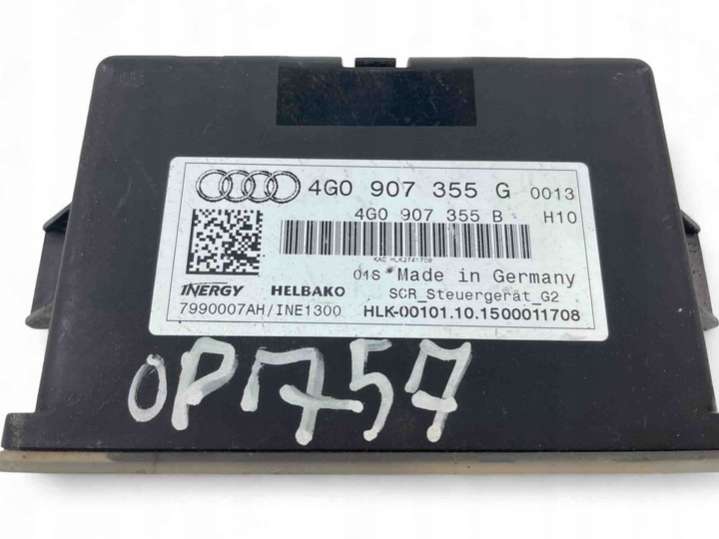 4G0 907 355 G 0013
4G0 907 355 B H10
01S * Made in Germany
INERGY HELBAKO SCR_Steuergerät_G2
7990007AH/INE1300 HLK-00101.10.1500011708
OP1757